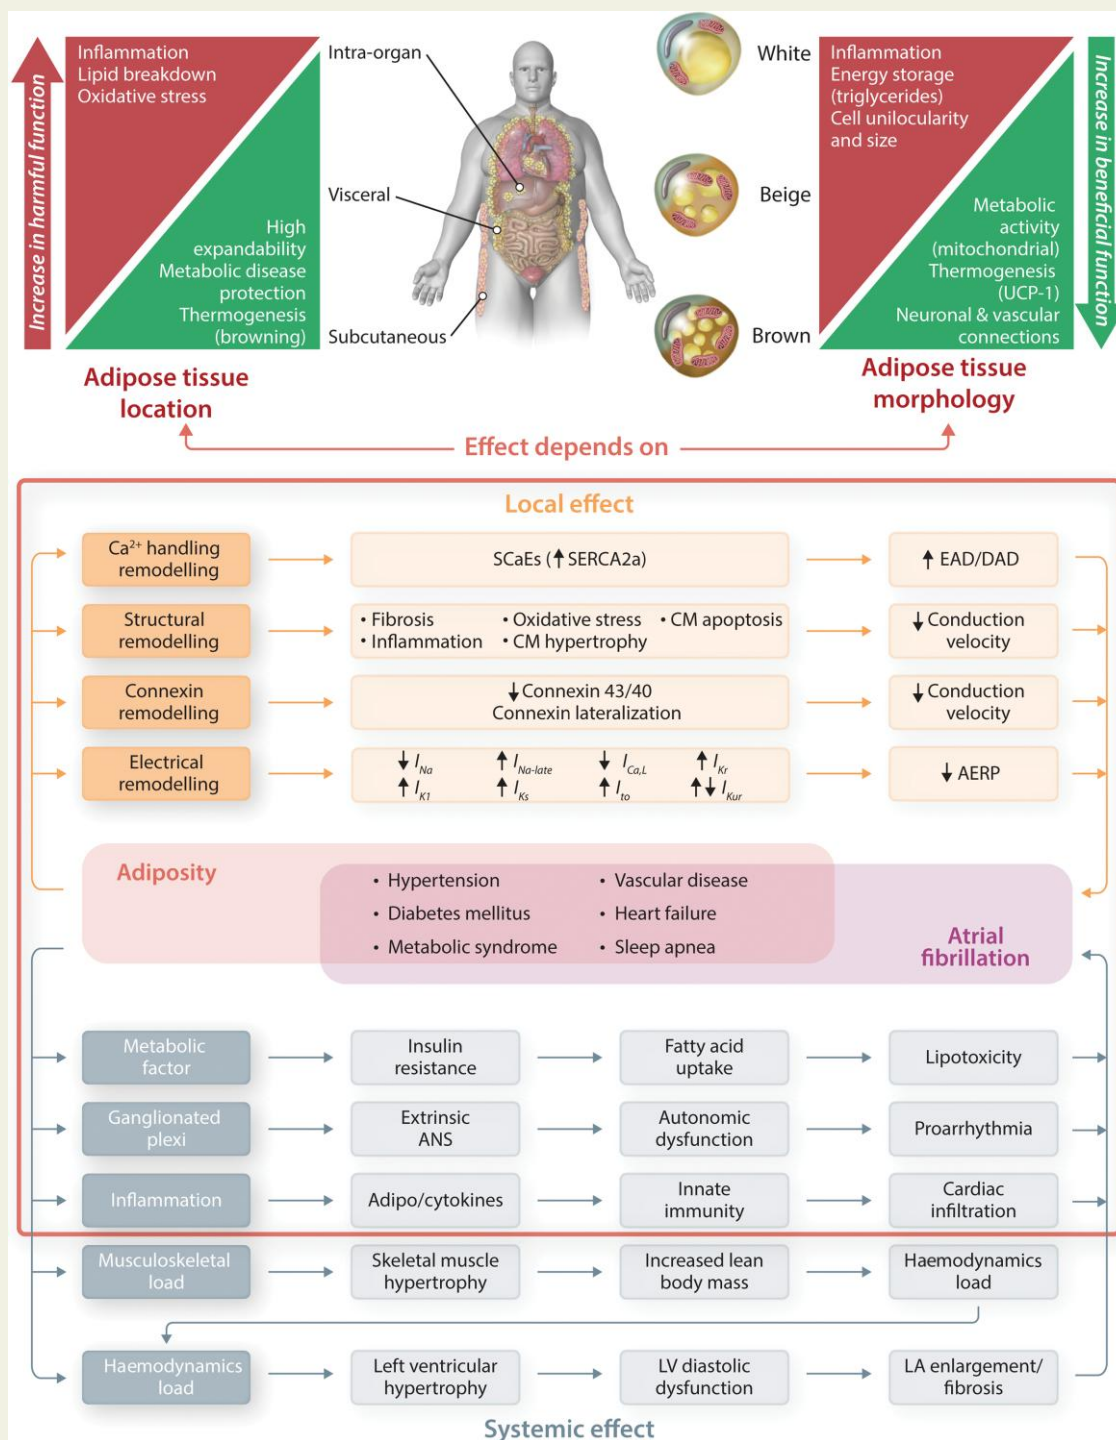 Increase in harmful function
Inflammation
Lipid breakdown
Oxidative stress
High
expandability
Metabolic disease
protection
Thermogenesis
(browning)
Adipose tissue
location
Intra-organ
Visceral
Subcutaneous
White
Beige
Brown
Inflammation
Energy storage
(triglycerides)
Cell unilocularity
and size
Metabolic
activity
(mitochondrial)
Thermogenesis
(UCP-1)
Neuronal & vascular
connections
Increase in beneficial function
Adipose tissue
morphology
Effect depends on
Local effect
Ca²⁺ handling
remodelling
SCaEs (↑ SERCA2a)
↑ EAD/DAD
Structural
remodelling
• Fibrosis • Oxidative stress • CM apoptosis
• Inflammation • CM hypertrophy
↓ Conduction
velocity
Connexin
remodelling
↓ Connexin 43/40
Connexin lateralization
↓ Conduction
velocity
Electrical
remodelling
↓ I_Na ↑ I_Na-late ↓ I_Ca,L ↑ I_Kr
↑ I_K1 ↑ I_Ks ↑ I_to ↑↓ I_Kur
↓ AERP
Adiposity
• Hypertension • Vascular disease
• Diabetes mellitus • Heart failure
• Metabolic syndrome • Sleep apnea
Atrial
fibrillation
Metabolic
factor
Insulin
resistance
Fatty acid
uptake
Lipotoxicity
Ganglionated
plexi
Extrinsic
ANS
Autonomic
dysfunction
Proarrhythmia
Inflammation
Adipo/cytokines
Innate
immunity
Cardiac
infiltration
Musculoskeletal
load
Skeletal muscle
hypertrophy
Increased lean
body mass
Haemodynamics
load
Haemodynamics
load
Left ventricular
hypertrophy
LV diastolic
dysfunction
LA enlargement/
fibrosis
Systemic effect